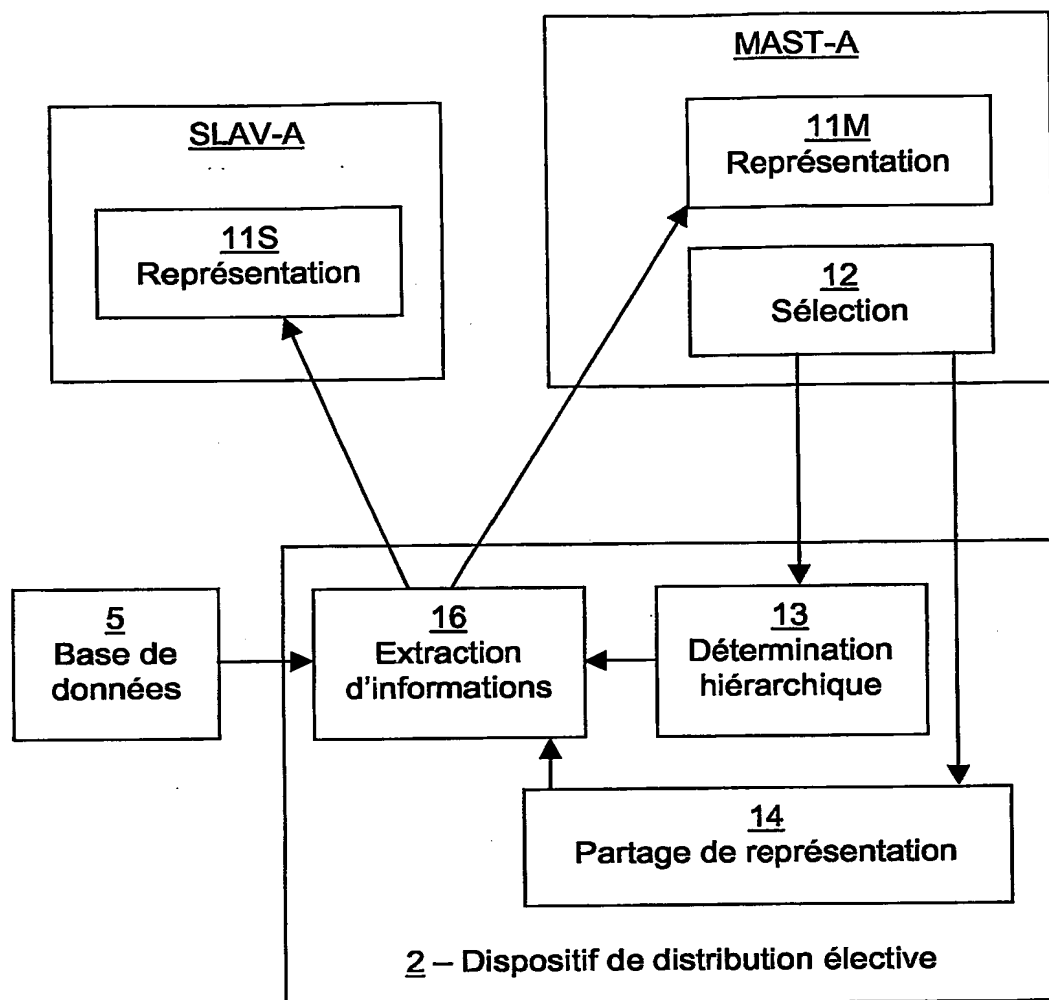 MAST-A
11M
Représentation
SLAV-A
11S
Représentation
12
Sélection
5
Base de
données
16
Extraction
d'informations
13
Détermination
hiérarchique
14
Partage de représentation
2 – Dispositif de distribution élective